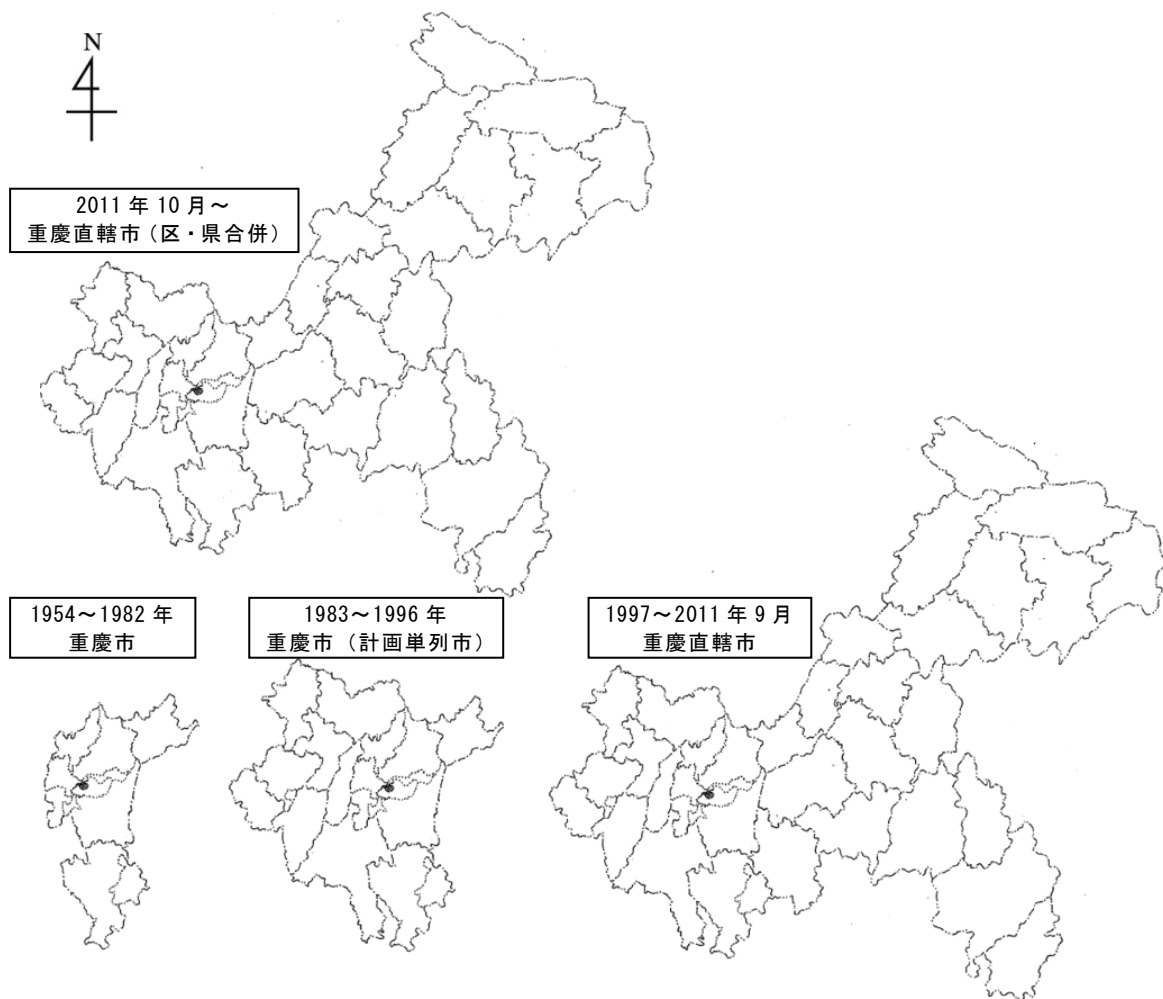 N
2011 年 10 月～
重慶直轄市（区・県合併）
1954～1982 年
重慶市
1983～1996 年
重慶市（計画単列市）
1997～2011 年 9 月
重慶直轄市